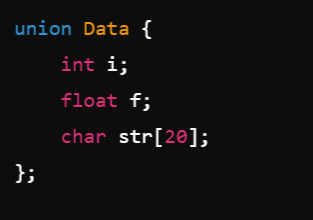 union Data {
    int i;
    float f;
    char str[20];
};